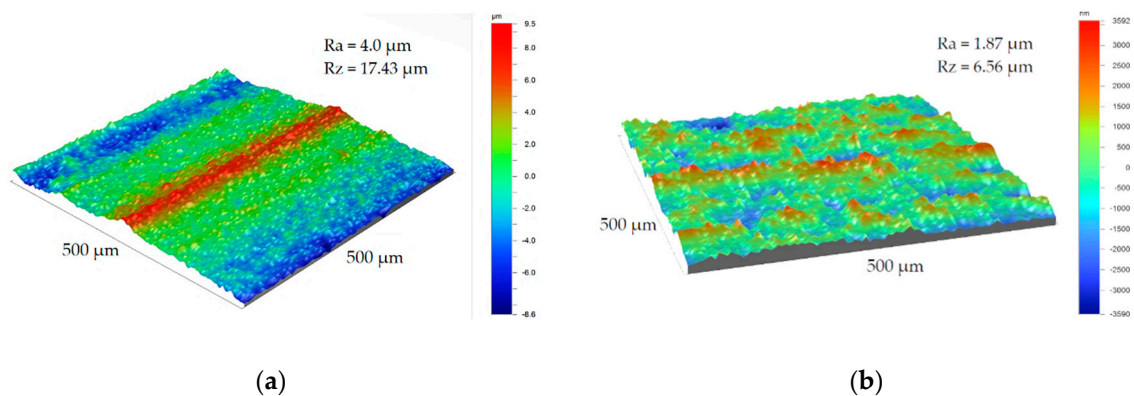 µm
9.5
8.0
6.0
4.0
2.0
0.0
-2.0
-4.0
-6.0
-8.6
Ra = 4.0 µm
Rz = 17.43 µm
500 µm
500 µm
(a)
nm
3592
3000
2500
2000
1500
1000
500
0
-500
-1000
-1500
-2000
-2500
-3000
-3590
Ra = 1.87 µm
Rz = 6.56 µm
500 µm
500 µm
(b)